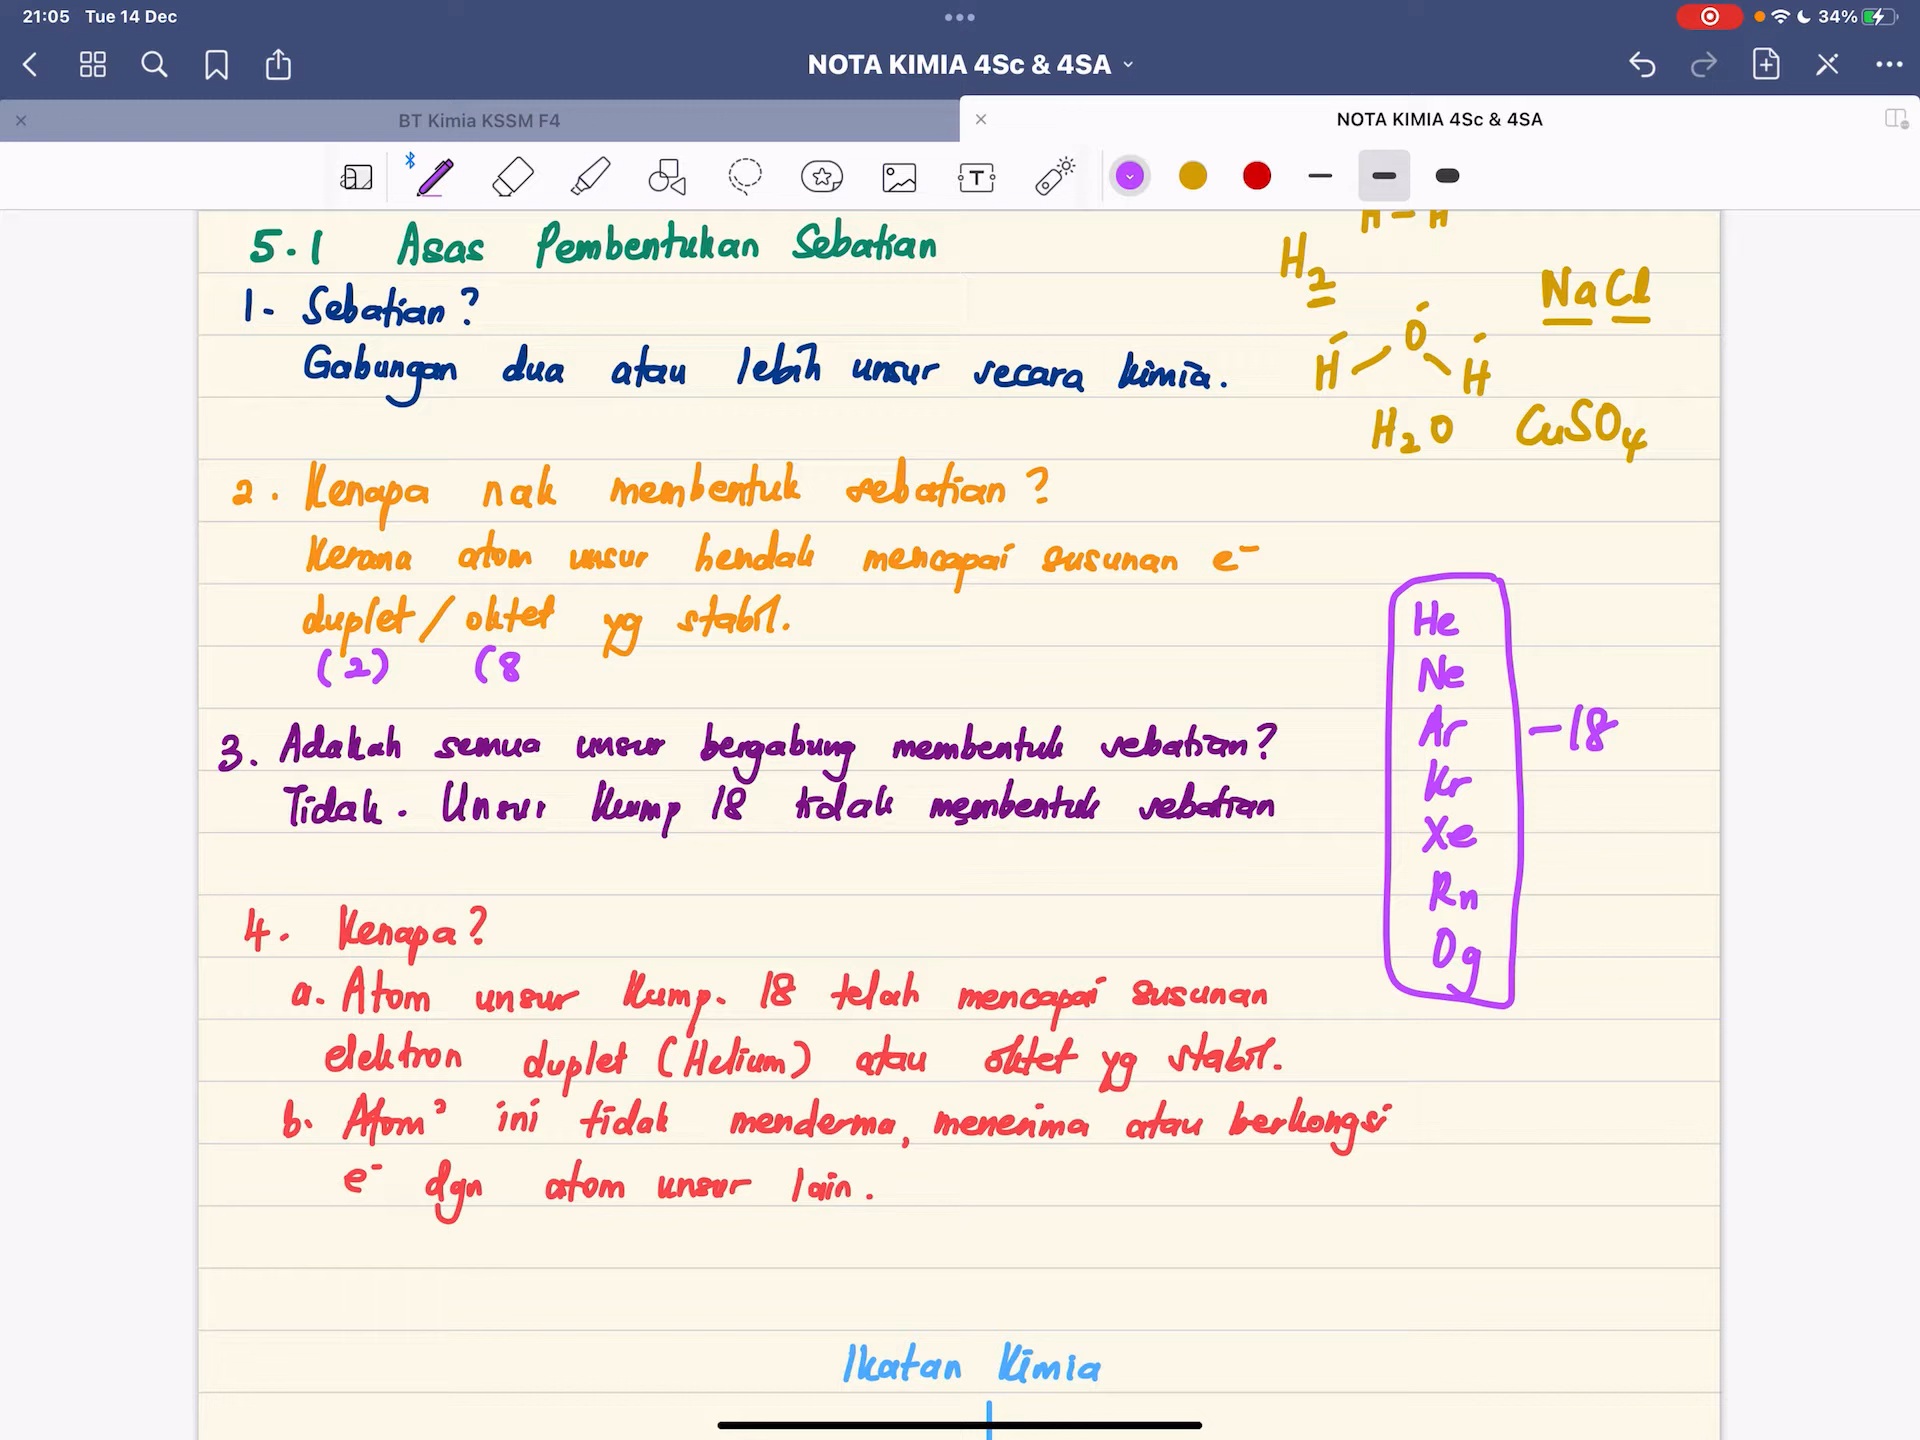 21:05 Tue 14 Dec
34%
NOTA KIMIA 4Sc & 4SA
BT Kimia KSSM F4
NOTA KIMIA 4Sc & 4SA
T
5.1 Asas Pembentukan Sebatian
H – H
H2
NaCl
1. Sebatian?
O
H H
Gabungan dua atau lebih unsur secara kimia.
H2O CuSO4
2. Kenapa nak membentuk sebatian?
Kerana atom unsur hendak mencapai susunan e-
duplet/oktet yg stabil.
(2) (8
He
Ne
Ar
Kr
Xe
Rn
Og
-18
3. Adakah semua unsur bergabung membentuk sebatian?
Tidak. Unsur Kump 18 tidak membentuk sebatian
4. Kenapa?
a. Atom unsur Kump. 18 telah mencapai susunan
elektron duplet (Helium) atau oktet yg stabil.
b. Atom² ini tidak menderma, menerima atau berkongsi
e- dgn atom unsur lain.
Ikatan Kimia